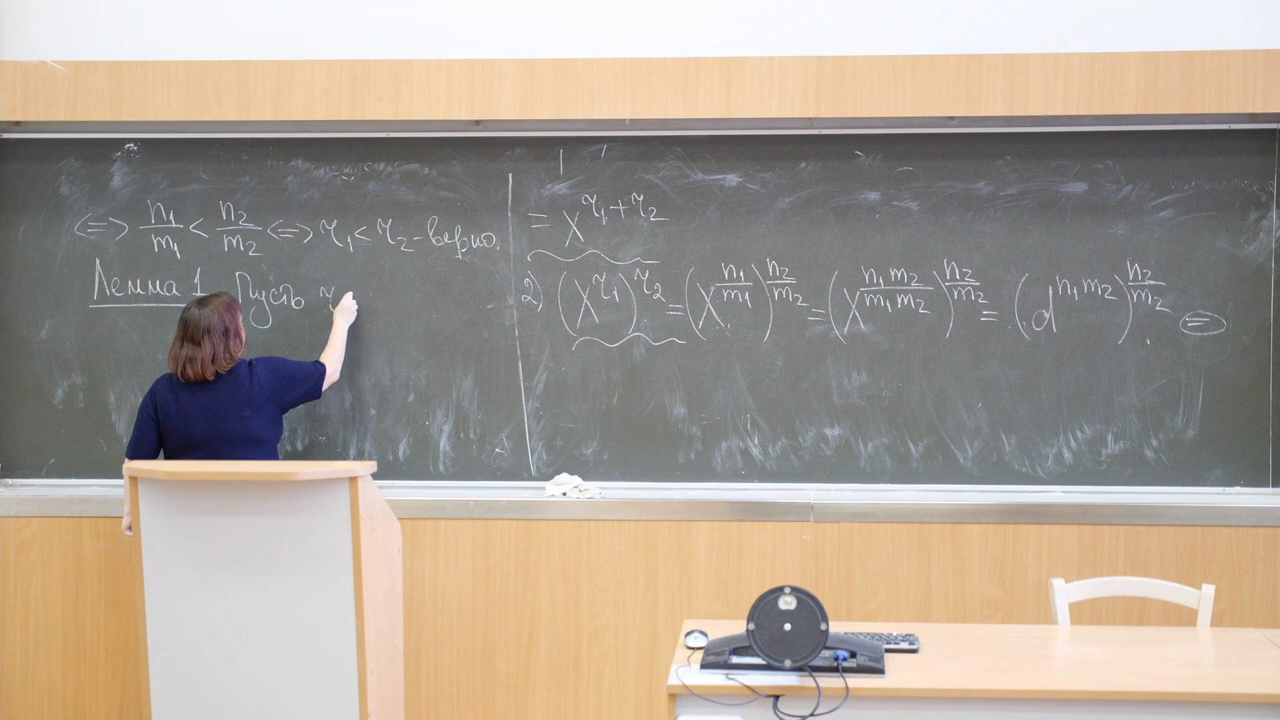 ⟺ n₁/m₁ < n₂/m₂ ⟺ r₁ < r₂ - верно.
Лемма 1 Пусть r
= x^(r₁+r₂)
2) (x^(r₁))^(r₂) = (x^(n₁/m₁))^(n₂/m₂) = (x^(n₁m₂/m₁m₂))^(n₂/m₂) = (d^(n₁m₂))^(n₂/m₂) =